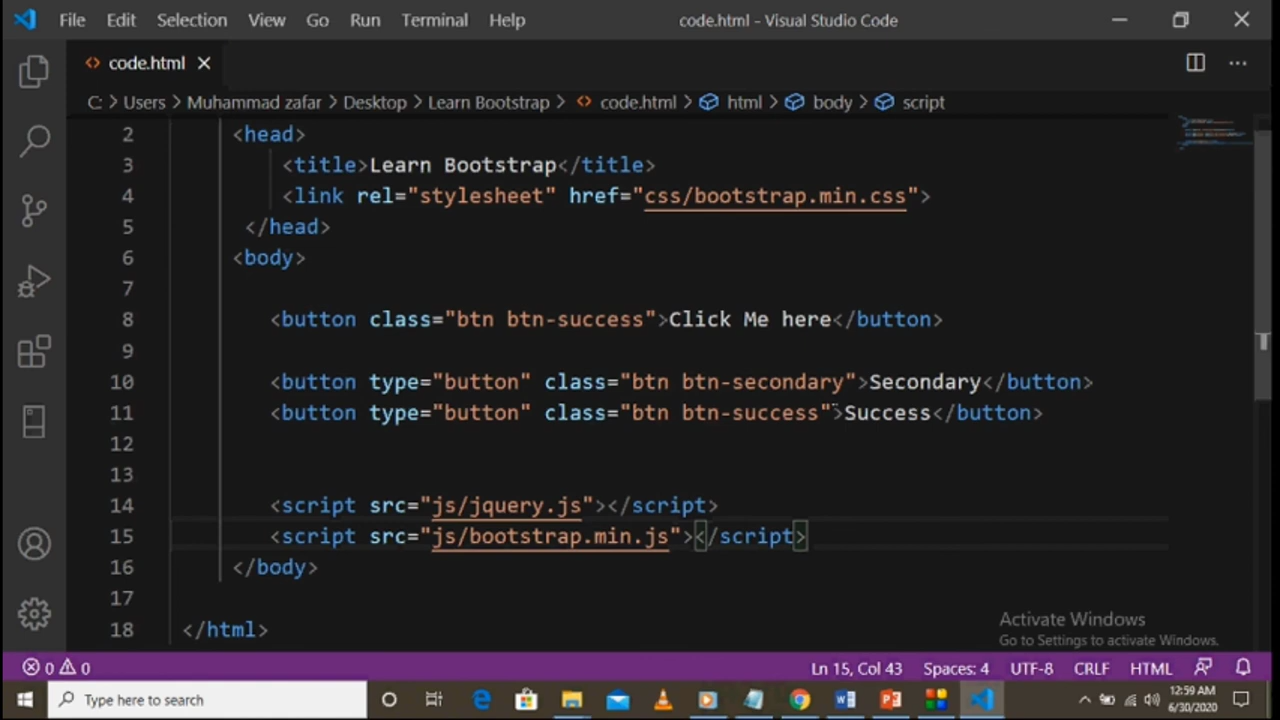 File Edit Selection View Go Run Terminal Help code.html - Visual Studio Code
code.html
C: > Users > Muhammad zafar > Desktop > Learn Bootstrap > code.html > html > body > script
2 <head>
3 <title>Learn Bootstrap</title>
4 <link rel="stylesheet" href="css/bootstrap.min.css">
5 </head>
6 <body>
7
8 <button class="btn btn-success">Click Me here</button>
9
10 <button type="button" class="btn btn-secondary">Secondary</button>
11 <button type="button" class="btn btn-success">Success</button>
12
13
14 <script src="js/jquery.js"></script>
15 <script src="js/bootstrap.min.js"></script>
16 </body>
17
18 </html>
Activate Windows
Go to Settings to activate Windows.
0 0 Ln 15, Col 43 Spaces: 4 UTF-8 CRLF HTML
Type here to search
12:59 AM
6/30/2020